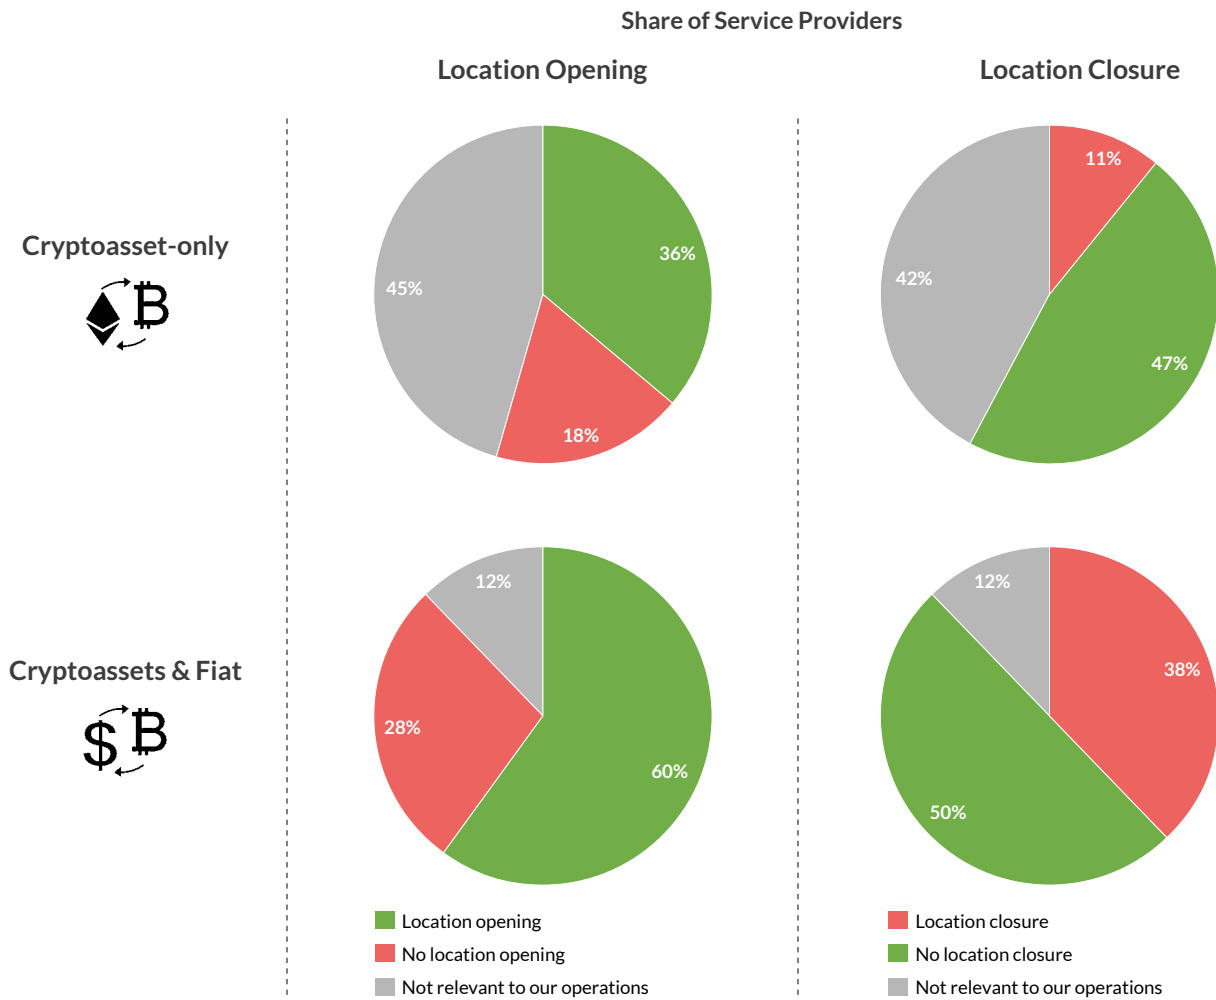 Share of Service Providers
Location Opening
Location Closure
Cryptoasset-only
36%
18%
45%
11%
47%
42%
Cryptoassets & Fiat
60%
28%
12%
38%
50%
12%
Location opening
No location opening
Not relevant to our operations
Location closure
No location closure
Not relevant to our operations